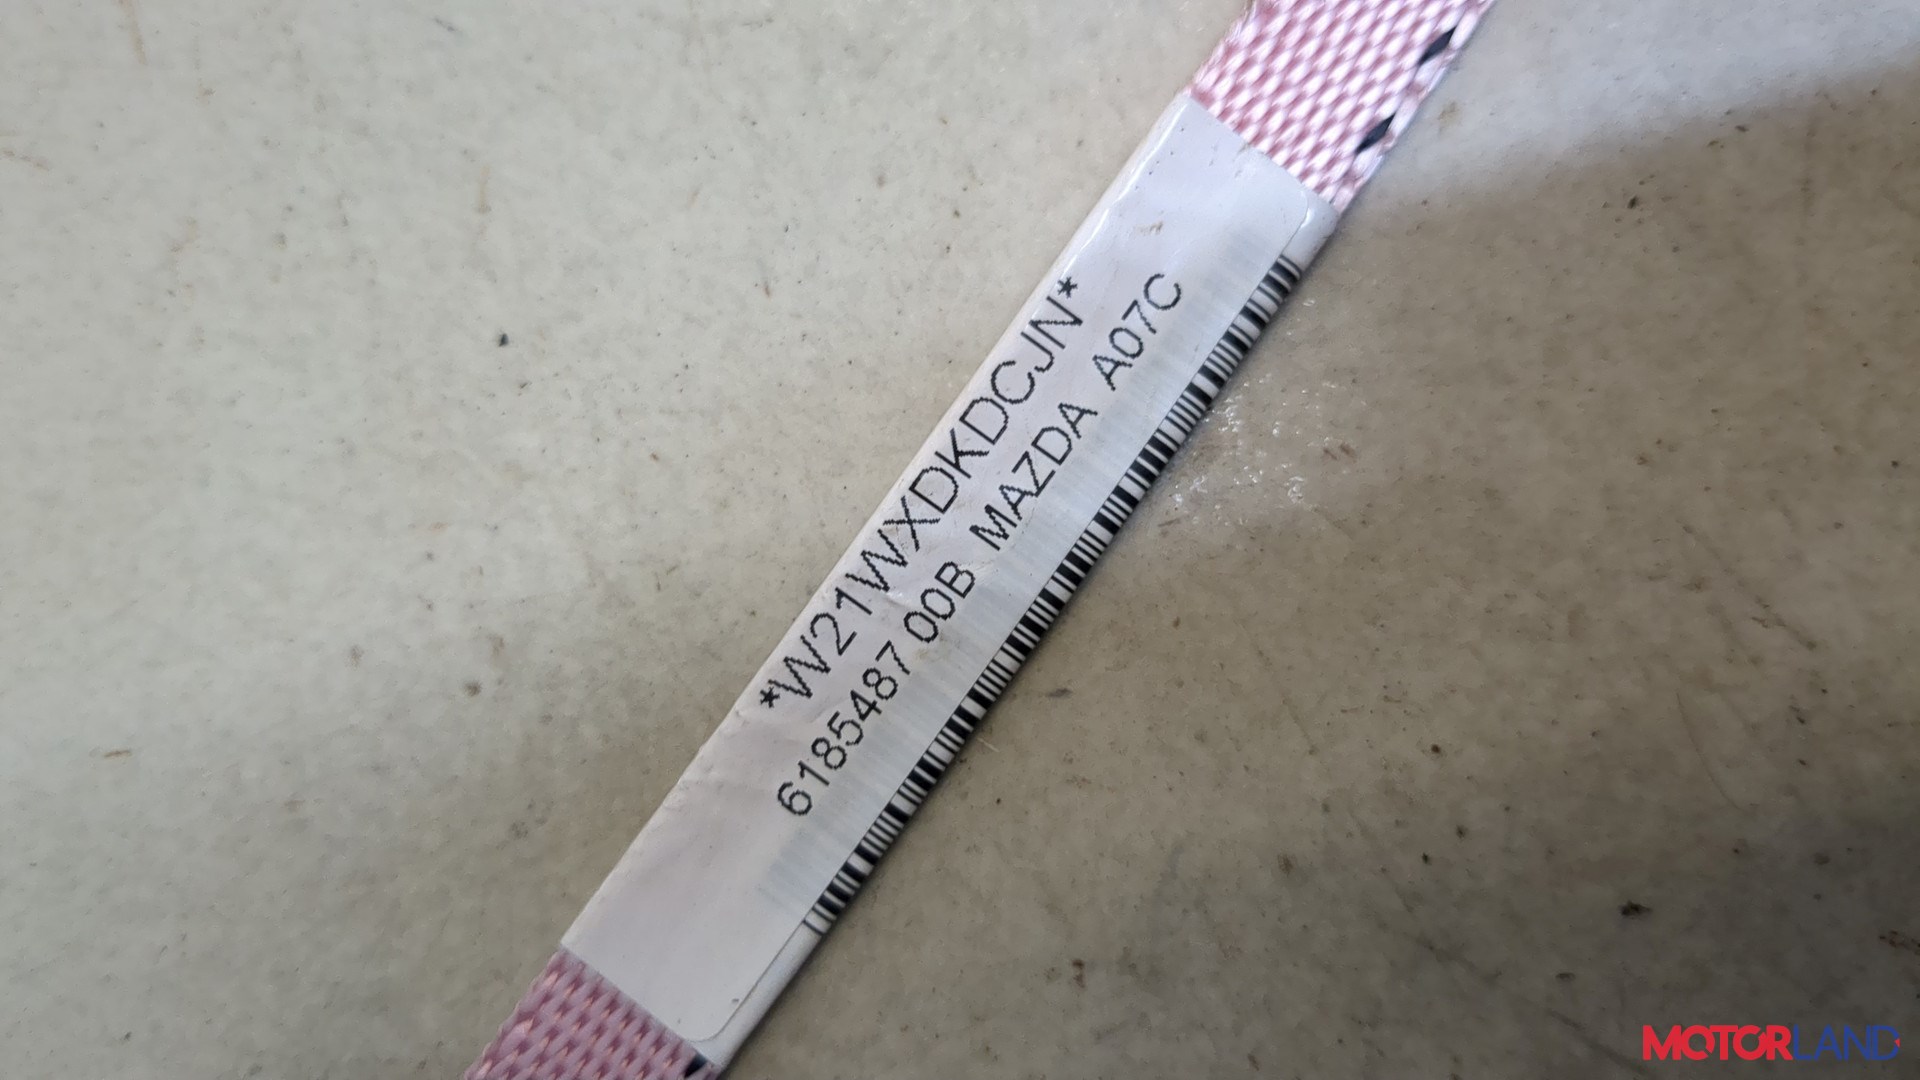 *W21WXDKDCJN*
6185487 00B MAZDA A07C
MOTORLAND